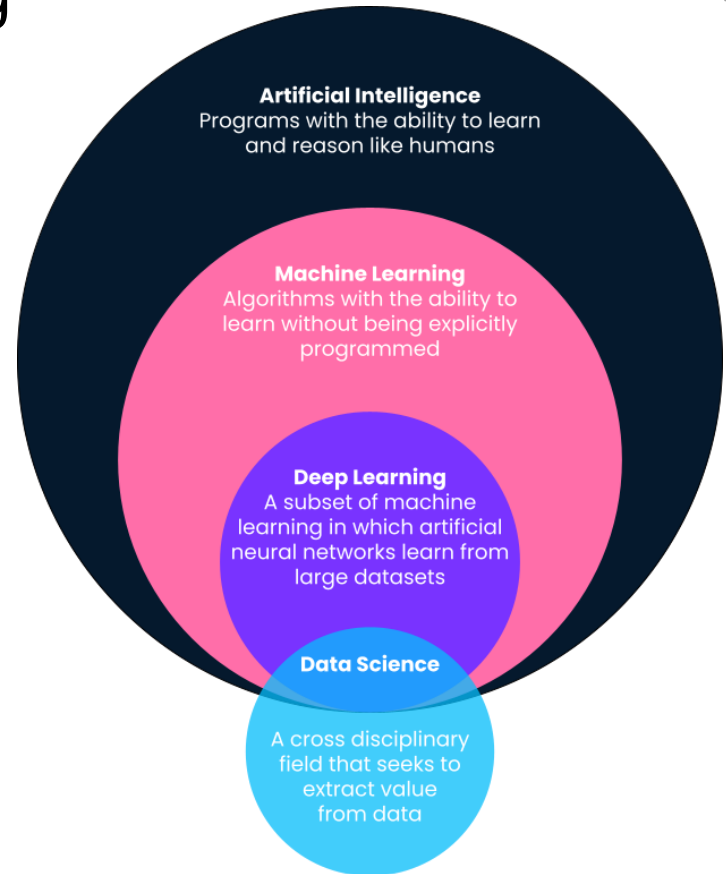 g
Artificial Intelligence
Programs with the ability to learn
and reason like humans
Machine Learning
Algorithms with the ability to
learn without being explicitly
programmed
Deep Learning
A subset of machine
learning in which artificial
neural networks learn from
large datasets
Data Science
A cross disciplinary
field that seeks to
extract value
from data